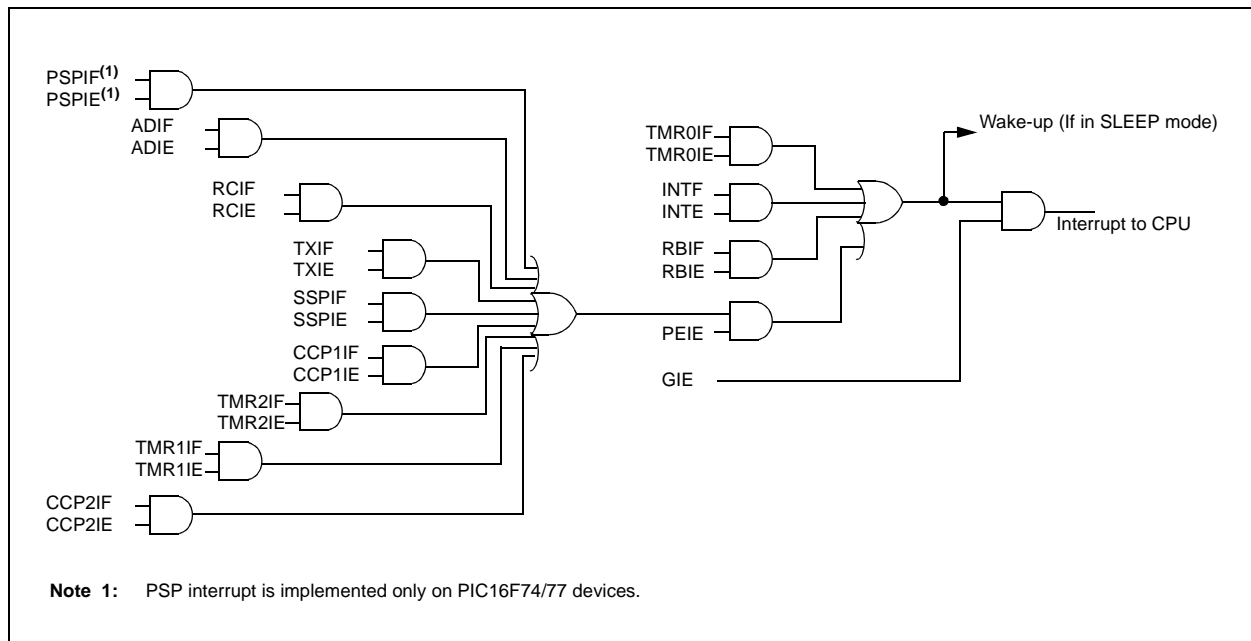 PSPIF(1)
PSPIE(1)
ADIF
ADIE
RCIF
RCIE
TXIF
TXIE
SSPIF
SSPIE
CCP1IF
CCP1IE
TMR2IF
TMR2IE
TMR1IF
TMR1IE
CCP2IF
CCP2IE
TMR0IF
TMR0IE
INTF
INTE
RBIF
RBIE
PEIE
GIE
Wake-up (If in SLEEP mode)
Interrupt to CPU
Note 1: PSP interrupt is implemented only on PIC16F74/77 devices.